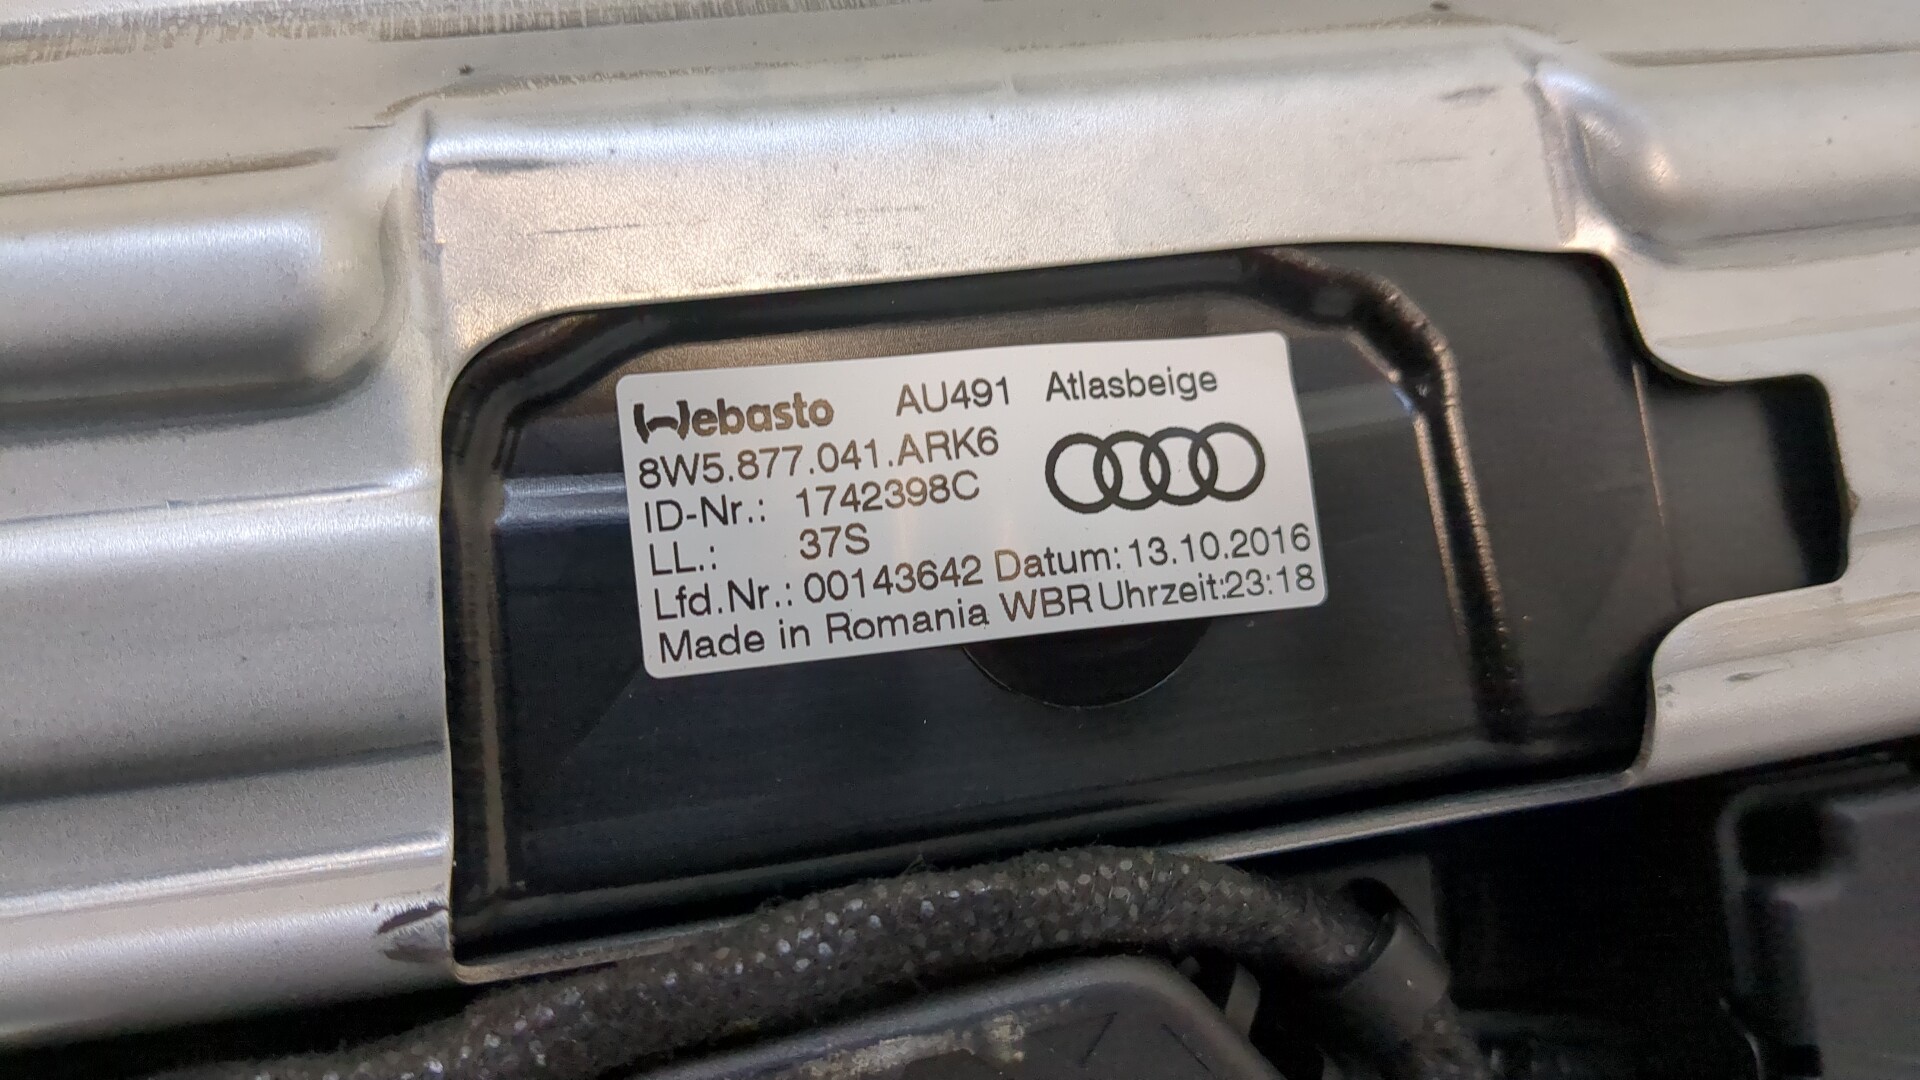 Webasto AU491 Atlasbeige
8W5.877.041.ARK6
ID-Nr.: 1742398C
LL.: 37S
Lfd.Nr.: 00143642 Datum: 13.10.2016
Made in Romania WBR Uhrzeit:23:18